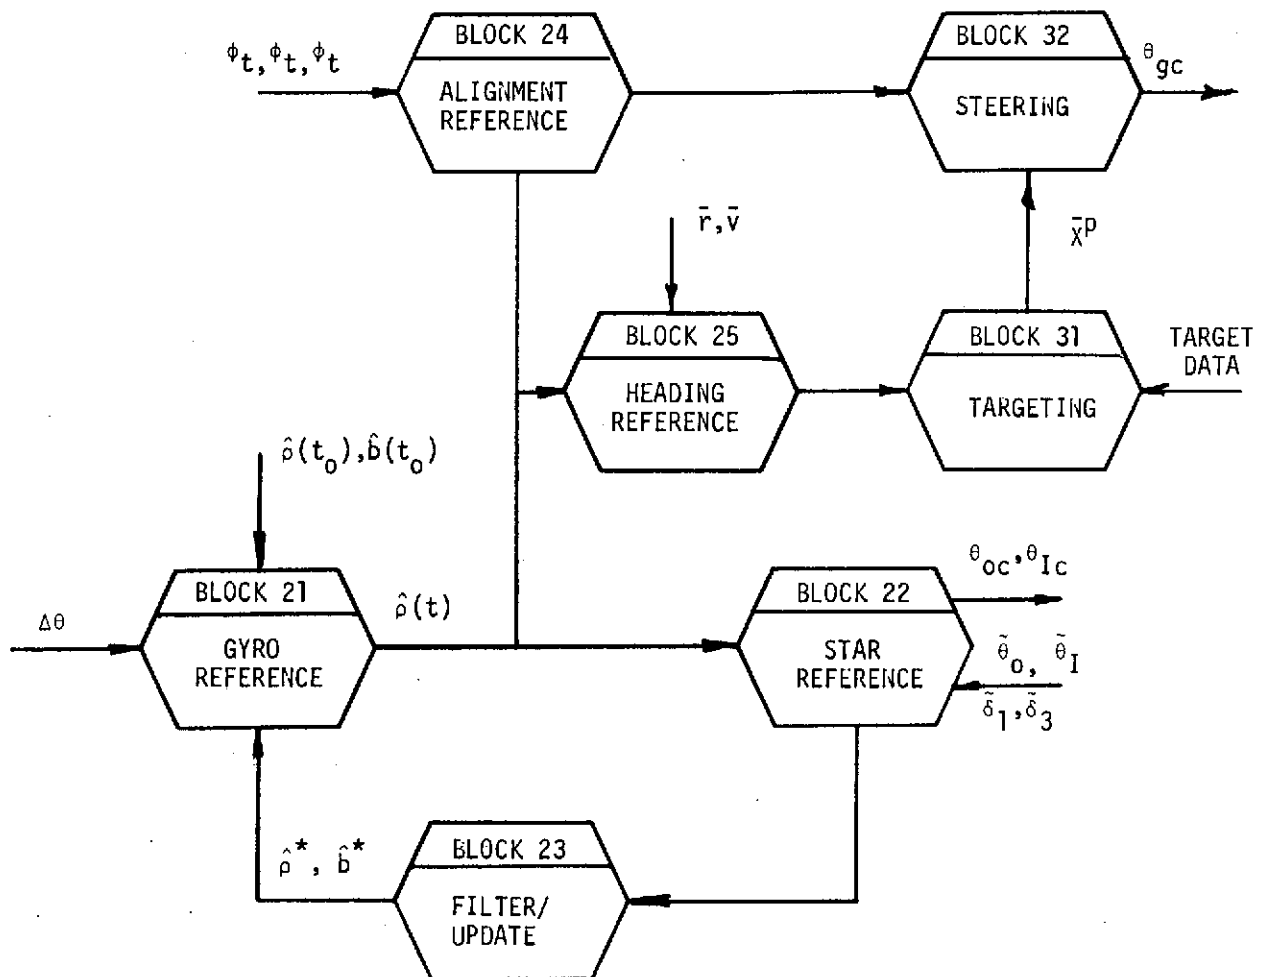 BLOCK 24
ϕt,ϕt,ϕt
ALIGNMENT
REFERENCE
BLOCK 32
θgc
STEERING
r̄,v̄
x̄ᵖ
BLOCK 25
HEADING
REFERENCE
BLOCK 31
TARGETING
TARGET
DATA
ρ̂(to),b̂(to)
BLOCK 21
GYRO
REFERENCE
Δθ
ρ̂(t)
BLOCK 22
STAR
REFERENCE
θoc,θIc
θ̃o, θ̃I
δ̃1,δ̃3
ρ̂*, b̂*
BLOCK 23
FILTER/
UPDATE